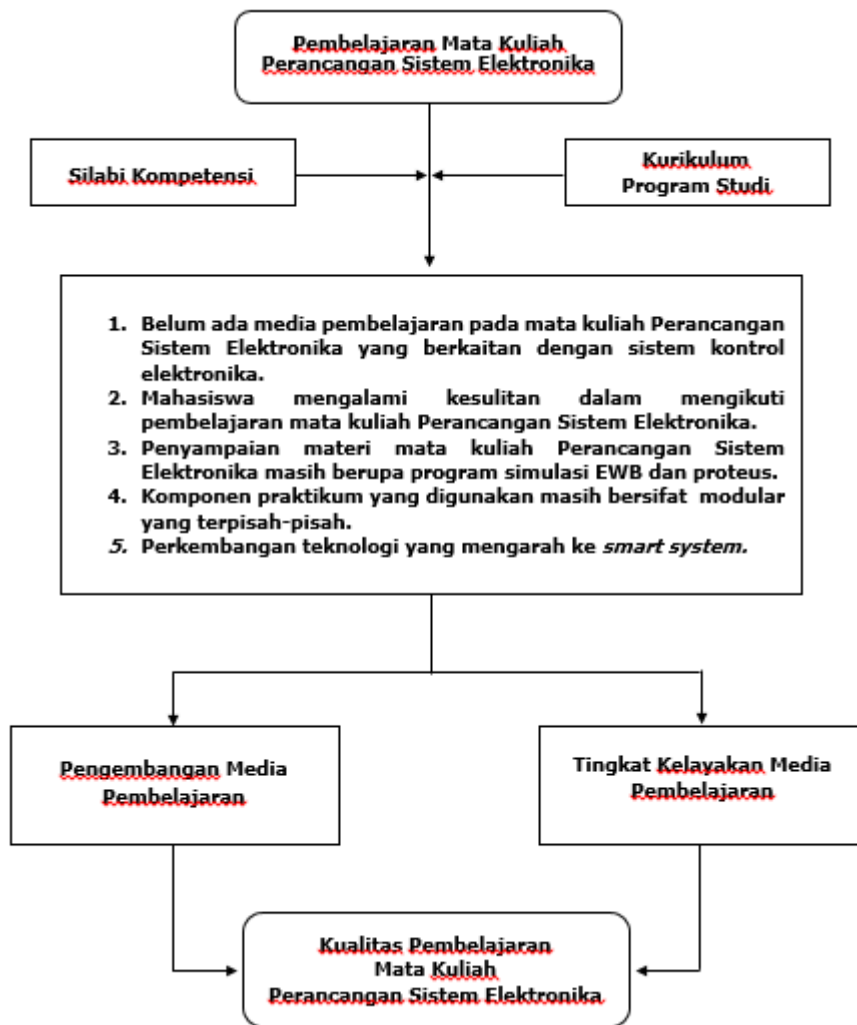 Pembelajaran Mata Kuliah
Perancangan Sistem Elektronika
Silabi Kompetensi
Kurikulum
Program Studi
1. Belum ada media pembelajaran pada mata kuliah Perancangan
Sistem Elektronika yang berkaitan dengan sistem kontrol
elektronika.
2. Mahasiswa mengalami kesulitan dalam mengikuti
pembelajaran mata kuliah Perancangan Sistem Elektronika.
3. Penyampaian materi mata kuliah Perancangan Sistem
Elektronika masih berupa program simulasi EWB dan proteus.
4. Komponen praktikum yang digunakan masih bersifat modular
yang terpisah-pisah.
5. Perkembangan teknologi yang mengarah ke smart system.
Pengembangan Media
Pembelajaran
Tingkat Kelayakan Media
Pembelajaran
Kualitas Pembelajaran
Mata Kuliah
Perancangan Sistem Elektronika